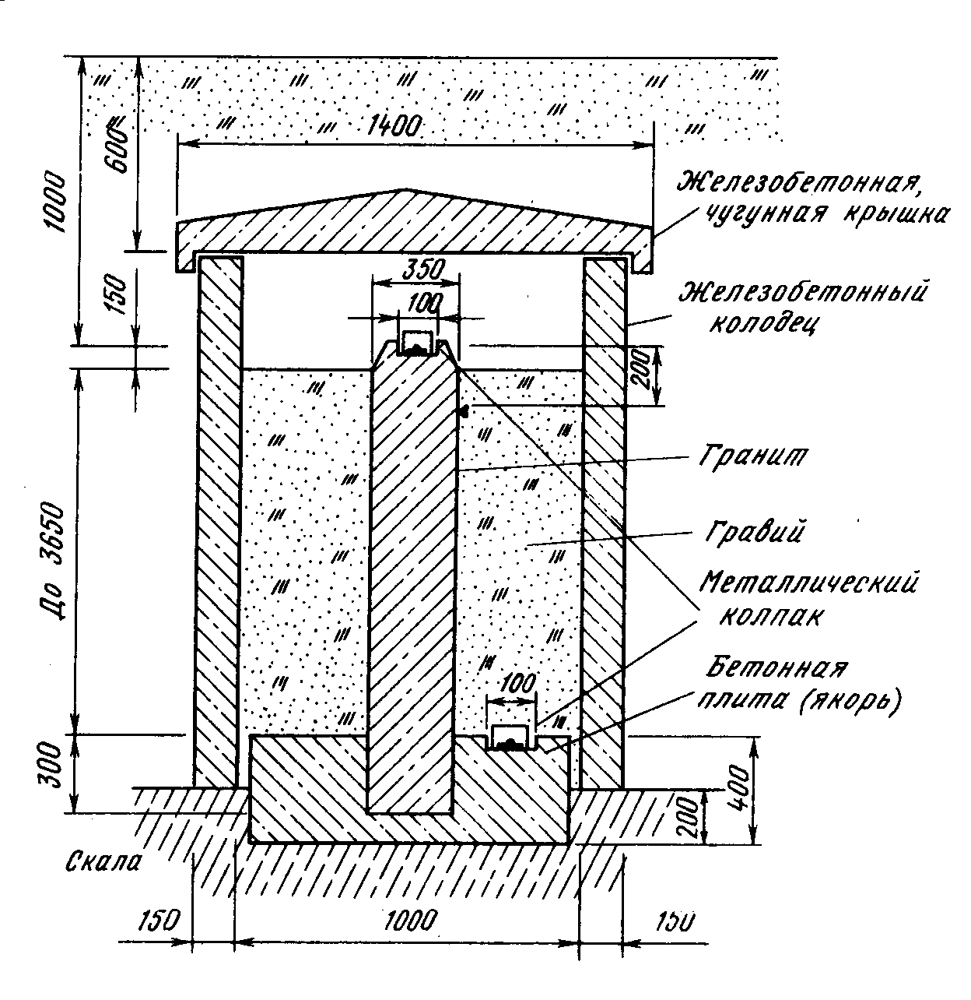 1000
600
1400
Железобетонная,
чугунная крышка
150
350
100
Железобетонный
колодец
200
Гранит
До 3650
Гравий
Металлический
колпак
Бетонная
плита (якорь)
100
300
400
200
Скала
150
1000
150